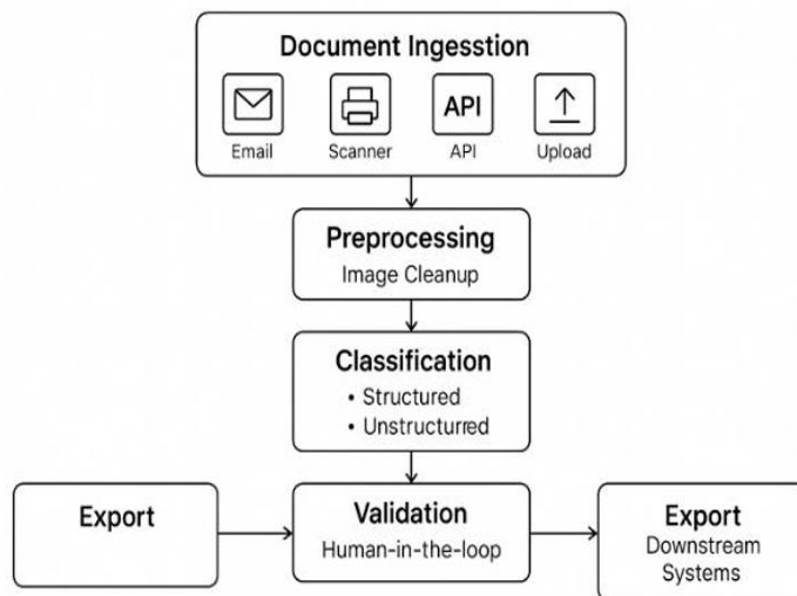 Document Ingesstion
API
Email
Scanner
API
Upload
Preprocessing
Image Cleanup
Classification
• Structured
• Unstructurred
Export
Validation
Human-in-the-loop
Export
Downstream
Systems